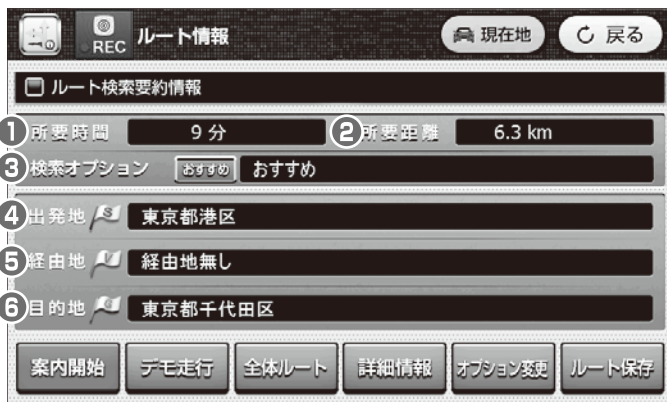 REC ルート情報 現在地 戻る
ルート検索要約情報
1 所要時間 9 分 2 所要距離 6.3 km
3 検索オプション おすすめ おすすめ
4 出発地 S 東京都港区
5 経由地 V 経由地無し
6 目的地 G 東京都千代田区
案内開始 デモ走行 全体ルート 詳細情報 オプション変更 ルート保存